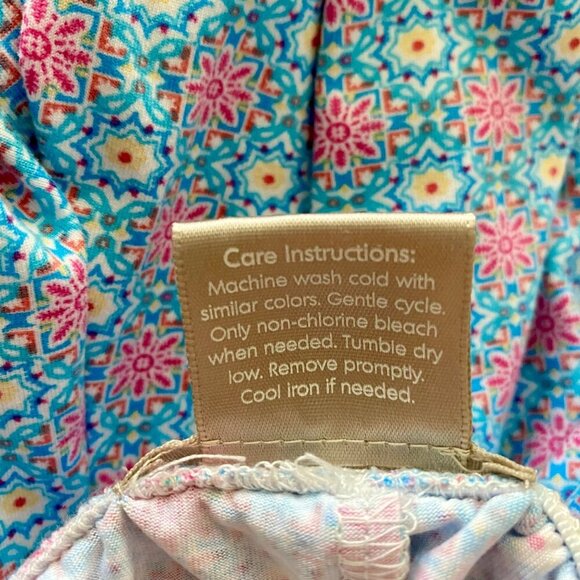 Care Instructions:
Machine wash cold with
similar colors. Gentle cycle.
Only non-chlorine bleach
when needed. Tumble dry
low. Remove promptly.
Cool iron if needed.